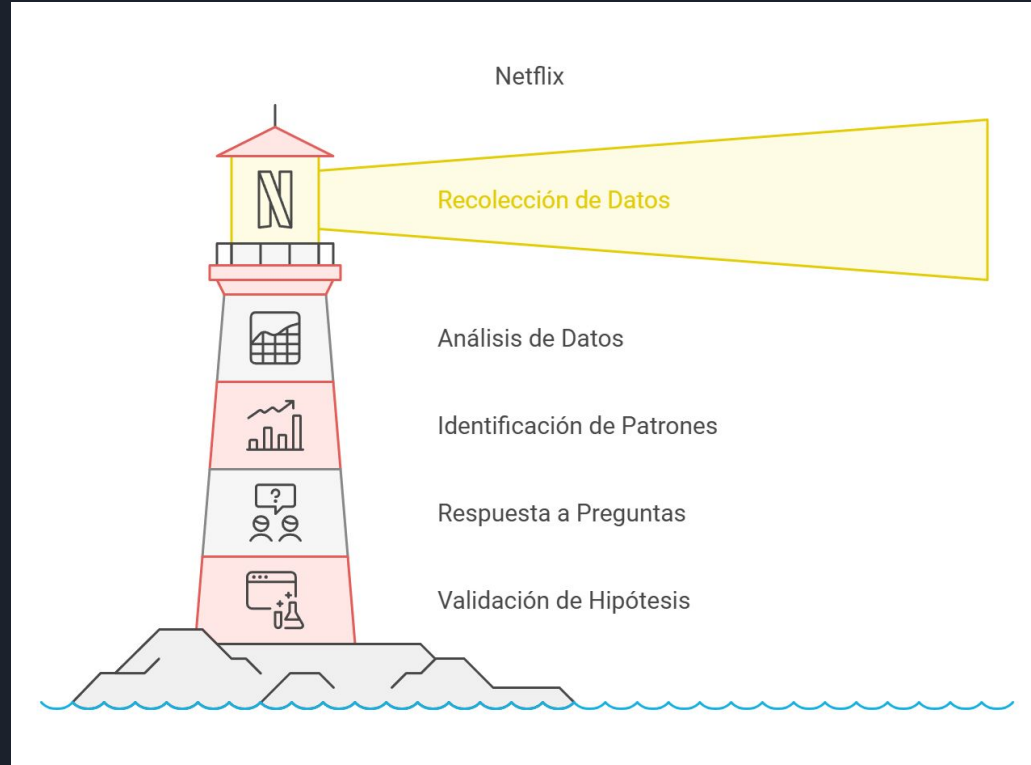 Netflix
N
Recolección de Datos
Análisis de Datos
Identificación de Patrones
?
Respuesta a Preguntas
Validación de Hipótesis